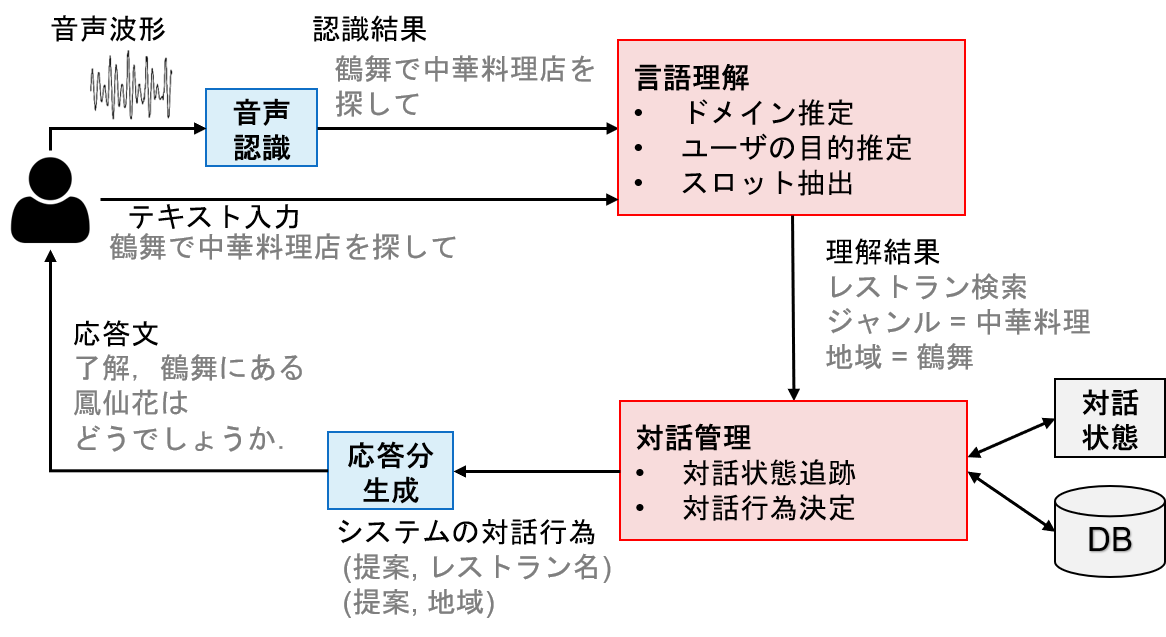 音声波形
認識結果
鶴舞で中華料理店を
探して
音声
認識
言語理解
• ドメイン推定
• ユーザの目的推定
• スロット抽出
テキスト入力
鶴舞で中華料理店を探して
理解結果
レストラン検索
ジャンル = 中華料理
地域 = 鶴舞
応答文
了解，鶴舞にある
鳳仙花は
どうでしょうか.
対話
状態
対話管理
• 対話状態追跡
• 対話行為決定
応答分
生成
DB
システムの対話行為
(提案, レストラン名)
(提案, 地域)